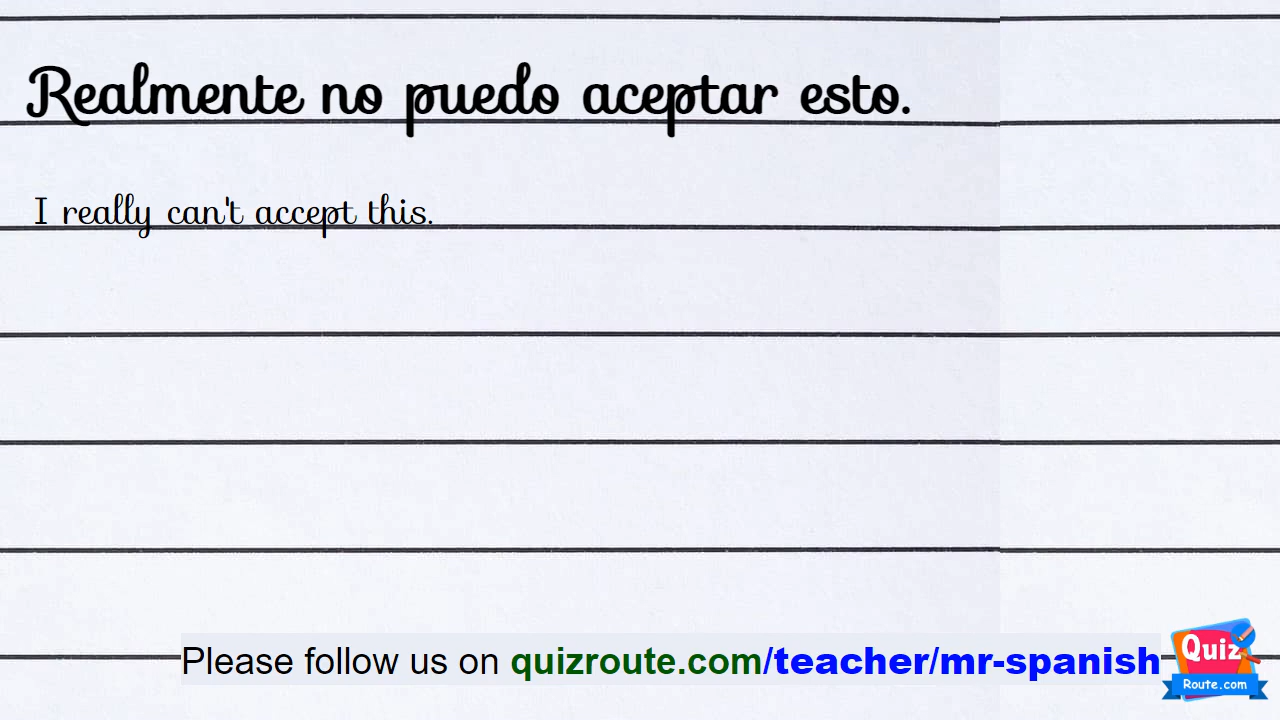 Realmente no puedo aceptar esto.
I really can't accept this.
Please follow us on quizroute.com/teacher/mr-spanish
Quiz
Route.com